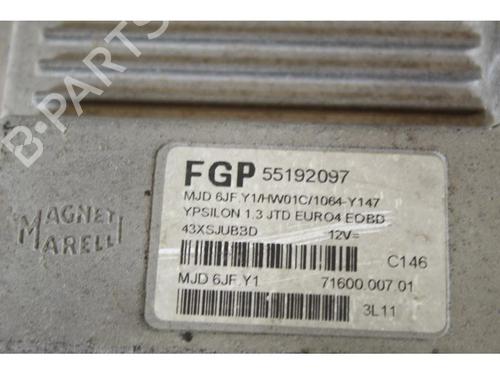 B-PARTS
MAGNETI
MARELLI
FGP 55192097
MJD 6JF.Y1/HW01C/1064-Y147
YPSILON 1.3 JTD EURO4 EOBD
43XSJUB3D 12V=
C146
MJD 6JF.Y1 71600.007.01
3L11